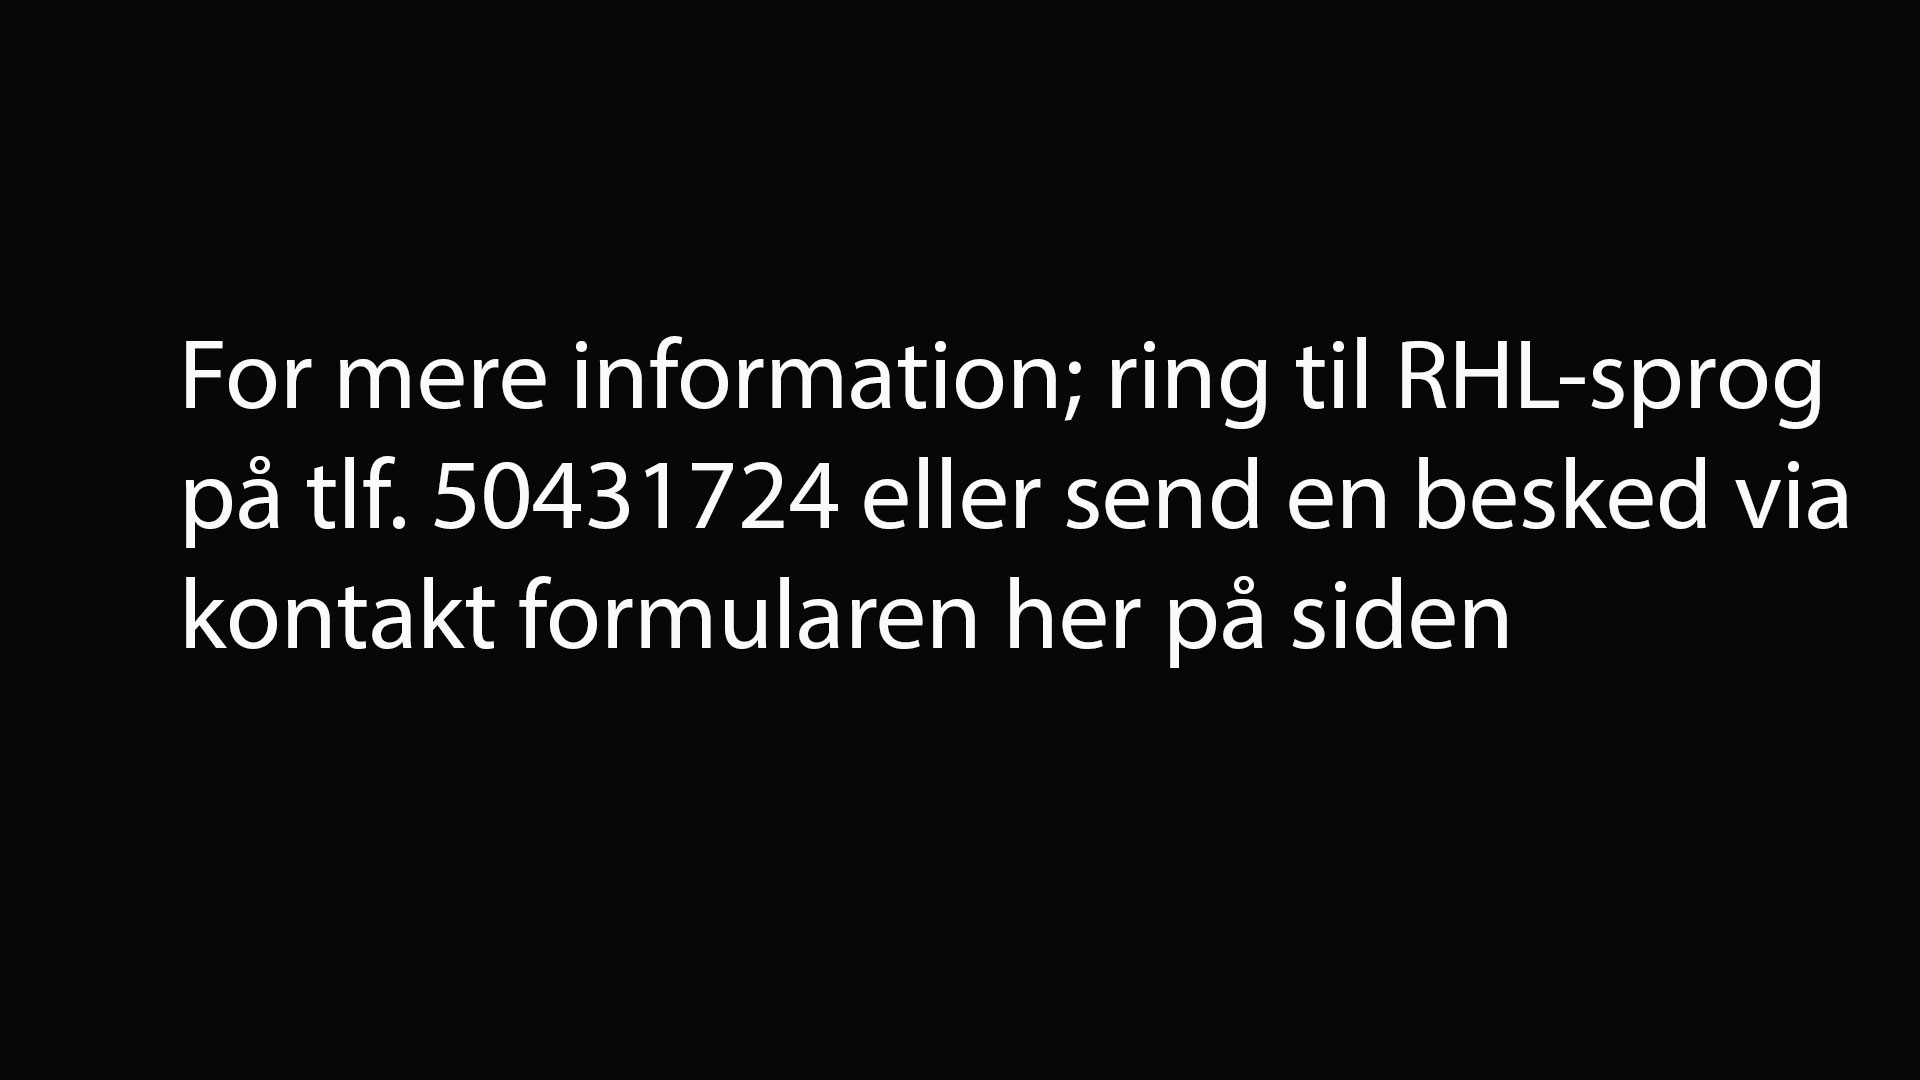 For mere information; ring til RHL-sprog
på tlf. 50431724 eller send en besked via
kontakt formularen her på siden